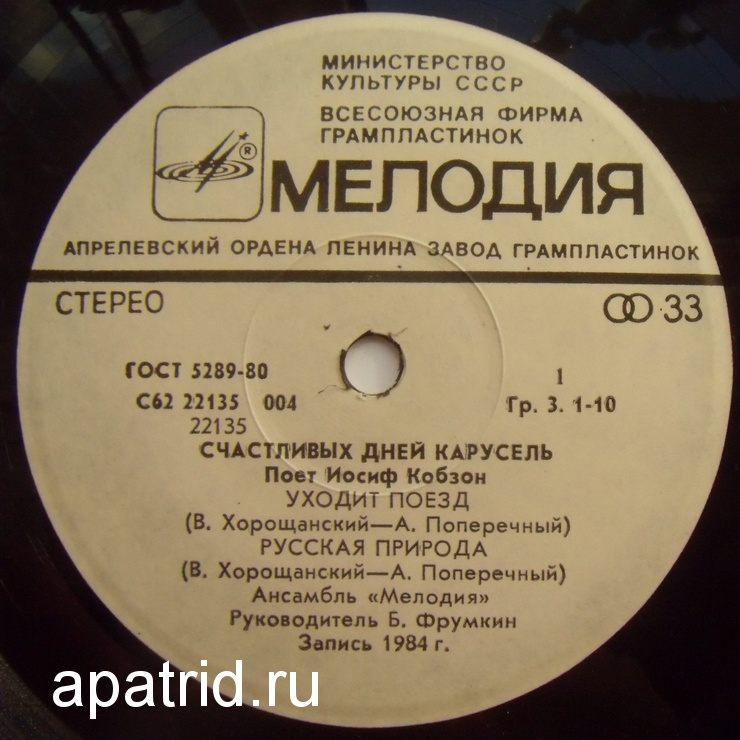 МИНИСТЕРСТВО
КУЛЬТУРЫ СССР
ВСЕСОЮЗНАЯ ФИРМА
ГРАМПЛАСТИНОК
®
МЕЛОДИЯ
АПРЕЛЕВСКИЙ ОРДЕНА ЛЕНИНА ЗАВОД ГРАМПЛАСТИНОК
СТЕРЕО 33
ГОСТ 5289-80 1
С62 22135 004 Гр. 3. 1-10
22135
СЧАСТЛИВЫХ ДНЕЙ КАРУСЕЛЬ
Поет Иосиф Кобзон
УХОДИТ ПОЕЗД
(В. Хорощанский—А. Поперечный)
РУССКАЯ ПРИРОДА
(В. Хорощанский—А. Поперечный)
Ансамбль «Мелодия»
Руководитель Б. Фрумкин
Запись 1984 г.
apatrid.ru